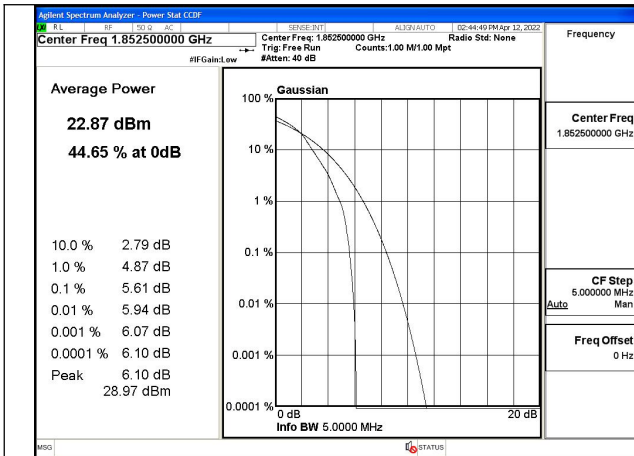 Agilent Spectrum Analyzer - Power Stat CCDF
RL RF 50 Ω AC SENSE:INT ALIGN AUTO 02:44:49 PM Apr 12, 2022
Center Freq 1.852500000 GHz
Center Freq: 1.852500000 GHz Radio Std: None
Trig: Free Run Counts:1.00 M/1.00 Mpt
#IFGain:Low #Atten: 40 dB
Frequency
Average Power
22.87 dBm
44.65 % at 0dB
10.0 % 2.79 dB
1.0 % 4.87 dB
0.1 % 5.61 dB
0.01 % 5.94 dB
0.001 % 6.07 dB
0.0001 % 6.10 dB
Peak 6.10 dB
28.97 dBm
Gaussian
100 %
10 %
1 %
0.1 %
0.01 %
0.001 %
0.0001 %
0 dB 20 dB
Info BW 5.0000 MHz
Center Freq
1.852500000 GHz
CF Step
5.000000 MHz
Auto Man
Freq Offset
0 Hz
MSG STATUS